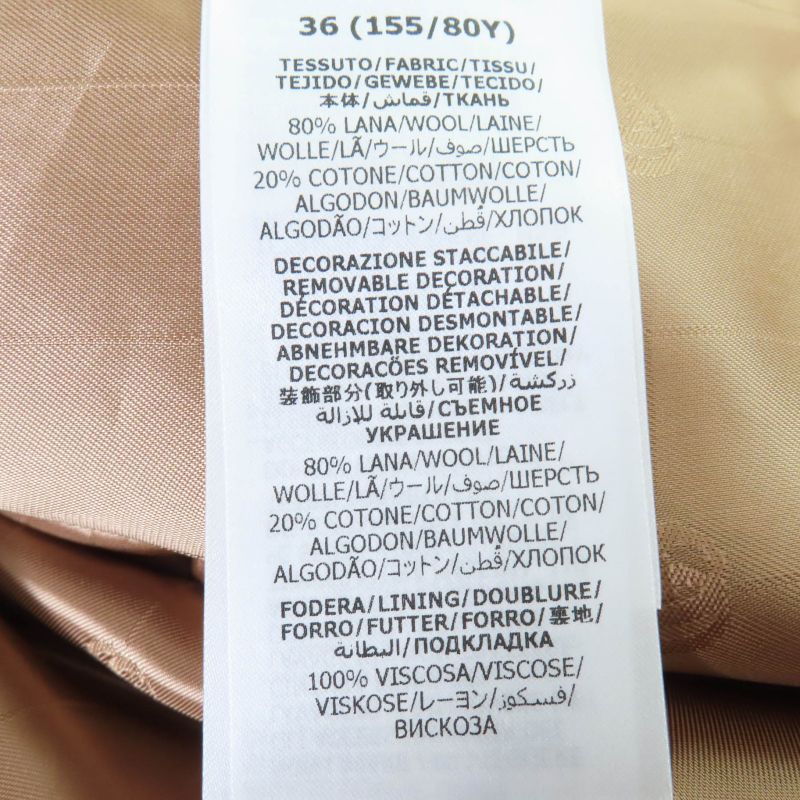 36 (155/80Y)
TESSUTO/FABRIC/TISSU/
TEJIDO/GEWEBE/TECIDO/
本体/قماش/ТКАНЬ
80% LANA/WOOL/LAINE/
WOLLE/LÃ/ウール/صوف/ШЕРСТЬ
20% COTONE/COTTON/COTON/
ALGODON/BAUMWOLLE/
ALGODÃO/コットン/قُطن/ХЛОПОК
DECORAZIONE STACCABILE/
REMOVABLE DECORATION/
DÉCORATION DÉTACHABLE/
DECORACION DESMONTABLE/
ABNEHMBARE DEKORATION/
DECORACÕES REMOVÍVEL/
装飾部分(取り外し可能)/زركشة
قابلة للإزالة/СЪЕМНОЕ
УКРАШЕНИЕ
80% LANA/WOOL/LAINE/
WOLLE/LÃ/ウール/صوف/ШЕРСТЬ
20% COTONE/COTTON/COTON/
ALGODON/BAUMWOLLE/
ALGODÃO/コットン/قُطن/ХЛОПОК
FODERA/LINING/DOUBLURE/
FORRO/FUTTER/FORRO/裏地/
البطانة/ПОДКЛАДКА
100% VISCOSA/VISCOSE/
VISKOSE/レーヨン/فسكوز/
ВИСКОЗА